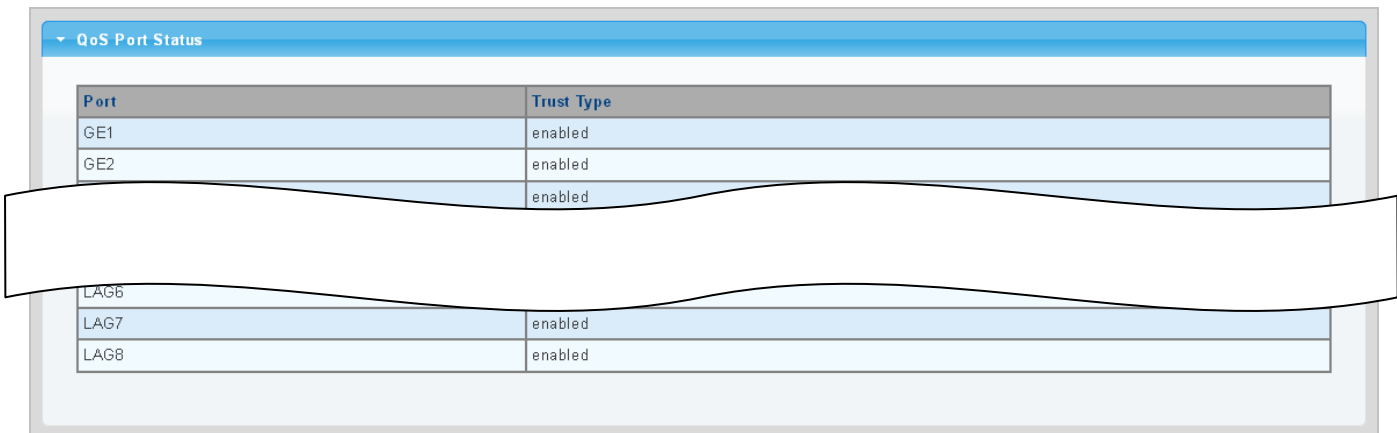 QoS Port Status
Port Trust Type
GE1 enabled
GE2 enabled
enabled
LAG6
LAG7 enabled
LAG8 enabled